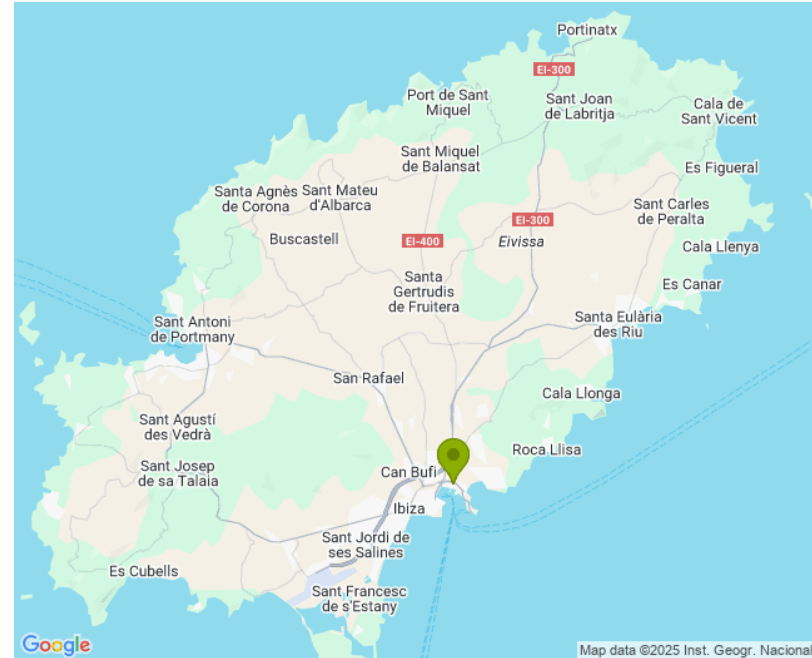 Portinatx
EI-300
Port de Sant
Miquel
Sant Joan
de Labritja
Cala de
Sant Vicent
Sant Miquel
de Balansat
Es Figueral
Santa Agnès
de Corona
Sant Mateu
d'Albarca
Sant Carles
de Peralta
EI-300
Buscastell
EI-400
Eivissa
Cala Llenya
Santa
Gertrudis
de Fruitera
Es Canar
Sant Antoni
de Portmany
Santa Eulària
des Riu
San Rafael
Cala Llonga
Sant Agustí
des Vedrà
Roca Llisa
Sant Josep
de sa Talaia
Can Bufi
Ibiza
Sant Jordi de
ses Salines
Es Cubells
Sant Francesc
de s'Estany
Google
Map data ©2025 Inst. Geogr. Nacional